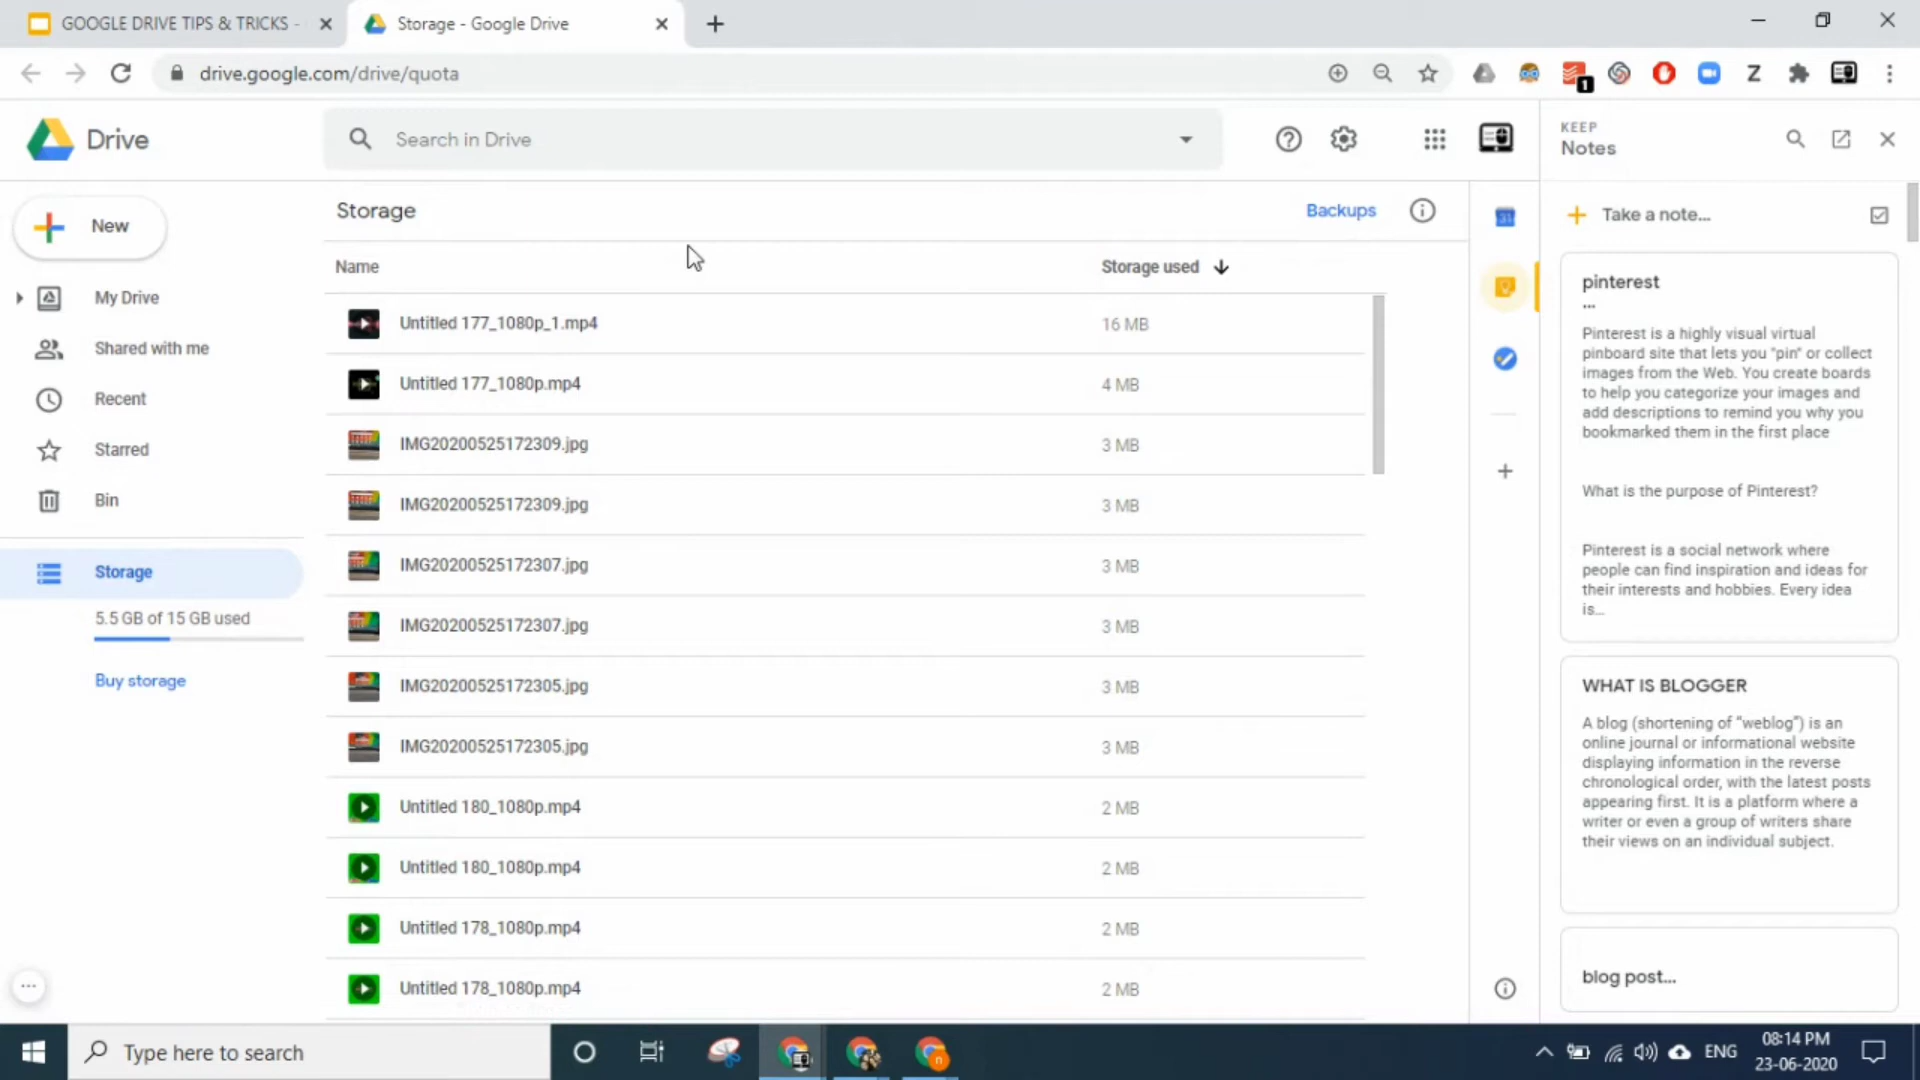 GOOGLE DRIVE TIPS & TRICKS -
Storage - Google Drive
drive.google.com/drive/quota
1
Drive
Search in Drive
KEEP
Notes
New
Storage
Backups
31
Take a note...
Name
Storage used
My Drive
Shared with me
Recent
Starred
Bin
Storage
5.5 GB of 15 GB used
Buy storage
Untitled 177_1080p_1.mp4
16 MB
Untitled 177_1080p.mp4
4 MB
IMG20200525172309.jpg
3 MB
IMG20200525172309.jpg
3 MB
IMG20200525172307.jpg
3 MB
IMG20200525172307.jpg
3 MB
IMG20200525172305.jpg
3 MB
IMG20200525172305.jpg
3 MB
Untitled 180_1080p.mp4
2 MB
Untitled 180_1080p.mp4
2 MB
Untitled 178_1080p.mp4
2 MB
Untitled 178_1080p.mp4
2 MB
pinterest
...
Pinterest is a highly visual virtual
pinboard site that lets you "pin" or collect
images from the Web. You create boards
to help you categorize your images and
add descriptions to remind you why you
bookmarked them in the first place
What is the purpose of Pinterest?
Pinterest is a social network where
people can find inspiration and ideas for
their interests and hobbies. Every idea
is...
WHAT IS BLOGGER
A blog (shortening of “weblog”) is an
online journal or informational website
displaying information in the reverse
chronological order, with the latest posts
appearing first. It is a platform where a
writer or even a group of writers share
their views on an individual subject.
blog post...
Type here to search
n
ENG
08:14 PM
23-06-2020